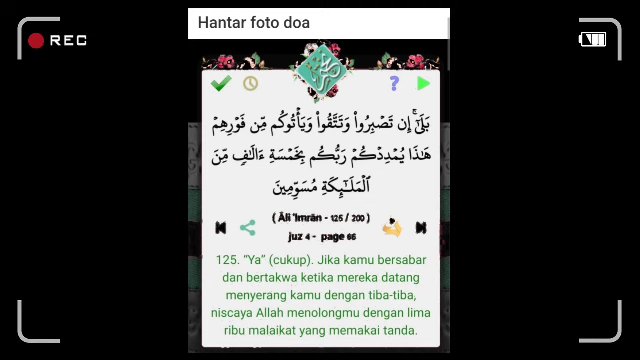 REC
Hantar foto doa
?
بَلَىٰٓۚ إِن تَصۡبِرُواْ وَتَتَّقُواْ وَيَأۡتُوكُم مِّن فَوۡرِهِمۡ
هَٰذَا يُمۡدِدۡكُمۡ رَبُّكُم بِخَمۡسَةِ ءَالَٰفٖ مِّنَ
ٱلۡمَلَٰٓئِكَةِ مُسَوِّمِينَ
( Āli 'Imrān - 125 / 200 )
juz 4 - page 66
125. “Ya” (cukup). Jika kamu bersabar
dan bertakwa ketika mereka datang
menyerang kamu dengan tiba-tiba,
niscaya Allah menolongmu dengan lima
ribu malaikat yang memakai tanda.